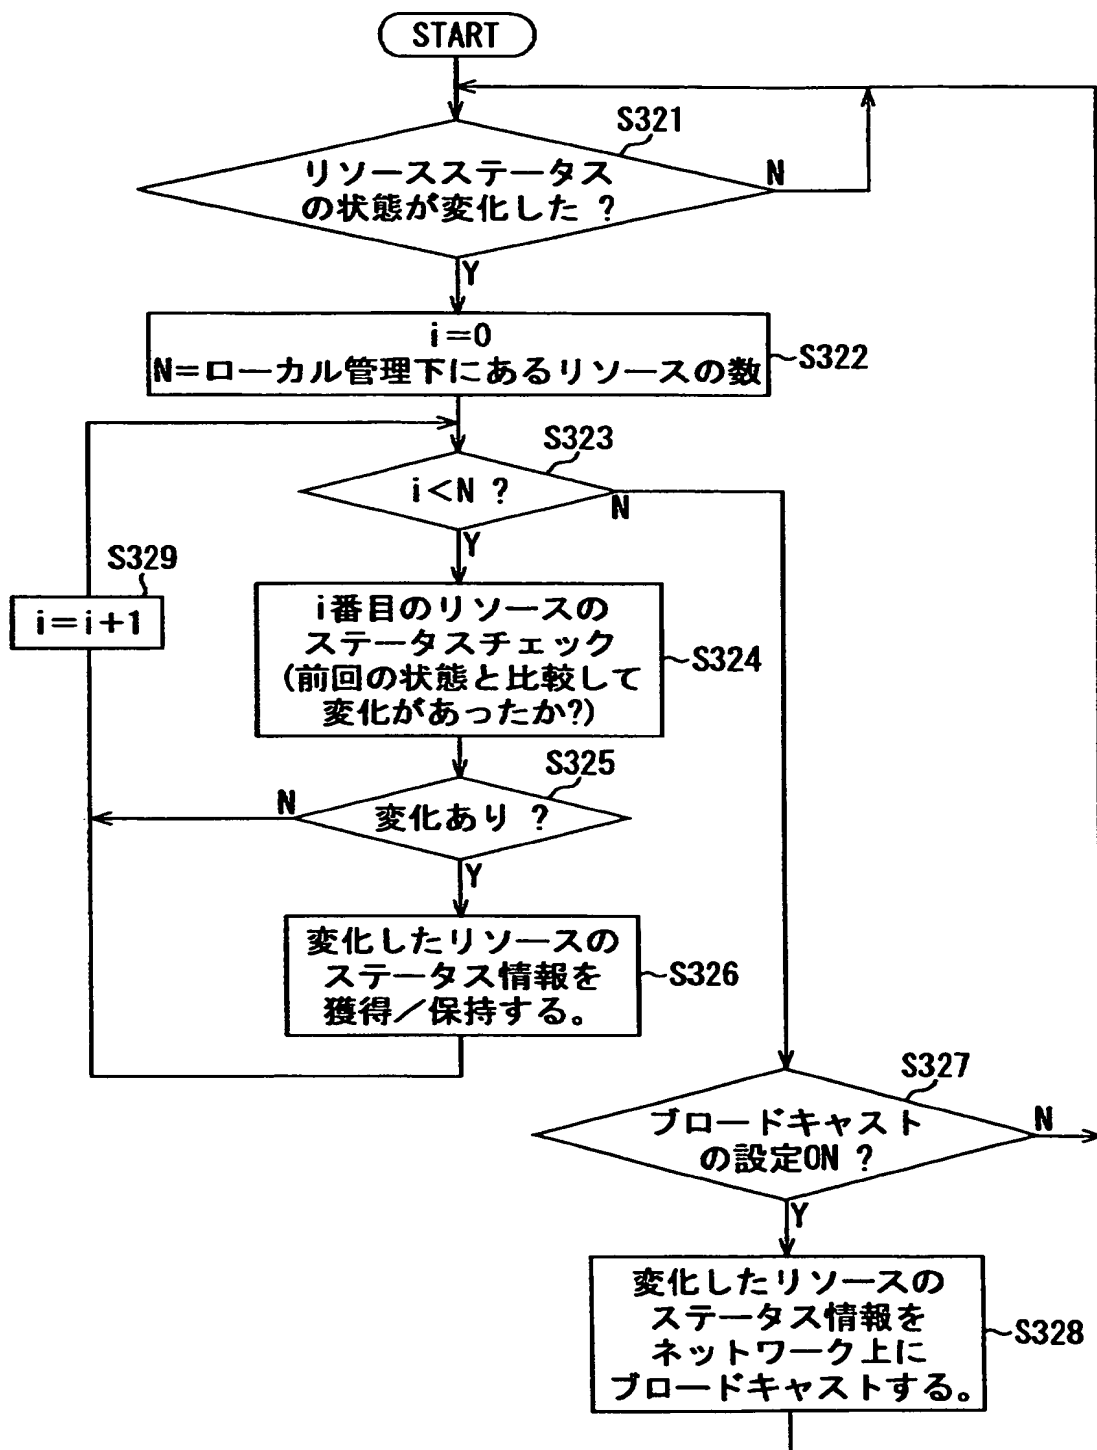 START
S321
リソースステータス
の状態が変化した ?
N
Y
i=0
N=ローカル管理下にあるリソースの数
S322
S323
i<N ?
N
Y
S329
i=i+1
i番目のリソースの
ステータスチェック
(前回の状態と比較して
変化があったか?)
S324
S325
N
変化あり ?
Y
変化したリソースの
ステータス情報を
獲得/保持する。
S326
S327
ブロードキャスト
の設定ON ?
N
Y
変化したリソースの
ステータス情報を
ネットワーク上に
ブロードキャストする。
S328